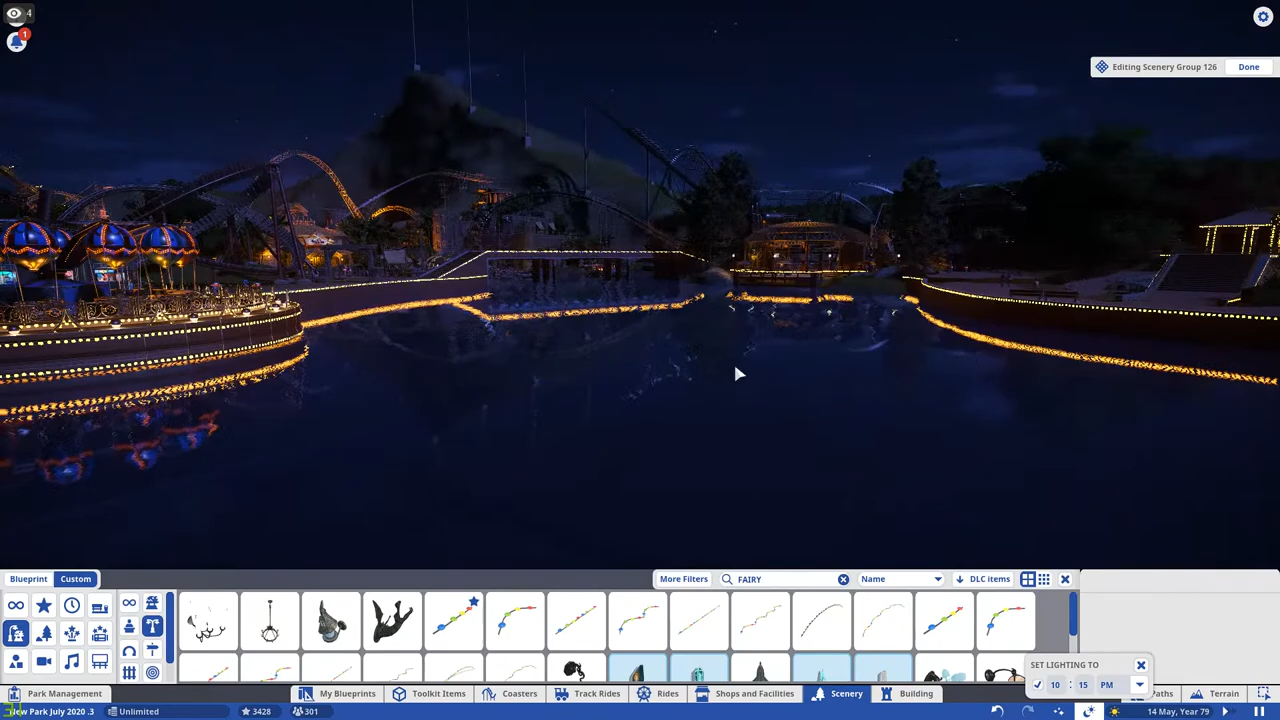 4
1
Editing Scenery Group 126 Done
Blueprint Custom More Filters FAIRY Name DLC items
SET LIGHTING TO
10 : 15 PM
Park Management My Blueprints Toolkit Items Coasters Track Rides Rides Shops and Facilities Scenery Building Paths Terrain
New Park July 2020 .3 Unlimited 3428 301 14 May, Year 79